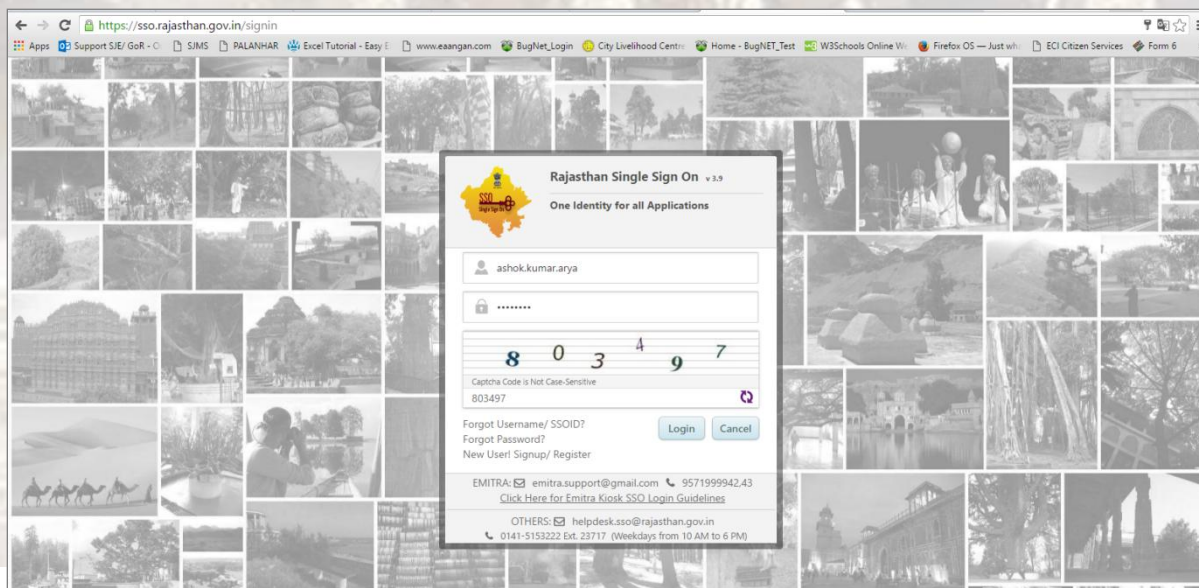 https://sso.rajasthan.gov.in/signin
Apps Support SJE/ GoR - O SJMS PALANHAR Excel Tutorial - Easy E www.eaangan.com BugNet_Login City Livelihood Centre Home - BugNET_Test W3Schools Online We Firefox OS — Just wh ECI Citizen Services Form 6
Rajasthan Single Sign On v 3.9
SSO
Single Sign On
One Identity for all Applications
ashok.kumar.arya
8 0 3 4 9 7
Captcha Code is Not Case-Sensitive
803497
Forgot Username/ SSOID?
Login Cancel
Forgot Password?
New User! Signup/ Register
EMITRA: emitra.support@gmail.com 9571999942,43
Click Here for Emitra Kiosk SSO Login Guidelines
OTHERS: helpdesk.sso@rajasthan.gov.in
0141-5153222 Ext. 23717 (Weekdays from 10 AM to 6 PM)